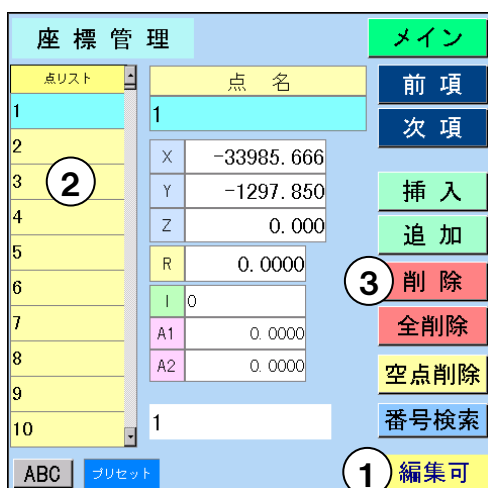 座標管理
メイン
点リスト
1
2
3
4
5
6
7
8
9
10
②
点 名
1
X -33985.666
Y -1297.850
Z 0.000
R 0.0000
I 0
A1 0.0000
A2 0.0000
1
前 項
次 項
挿 入
追 加
③ 削 除
全削除
空点削除
番号検索
ABC
プリセット
① 編集可